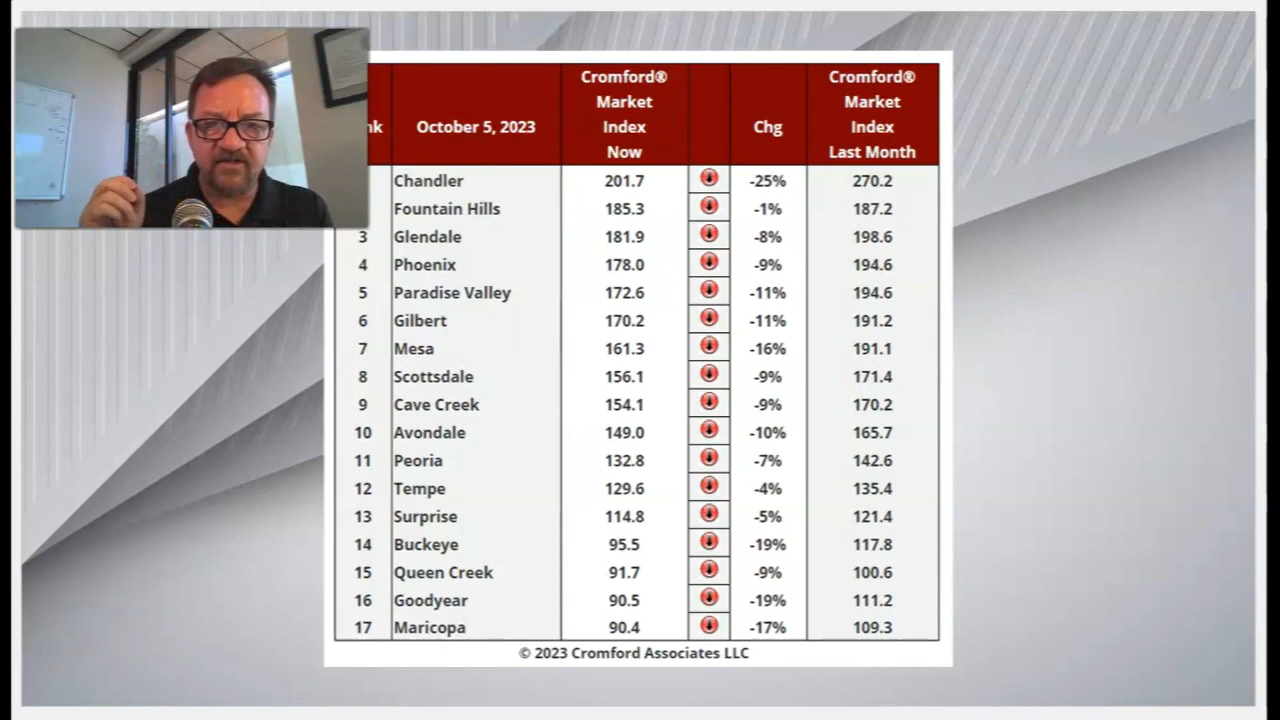 nk October 5, 2023 Cromford® Market Index Now Chg Cromford® Market Index Last Month
Chandler 201.7 -25% 270.2
Fountain Hills 185.3 -1% 187.2
3 Glendale 181.9 -8% 198.6
4 Phoenix 178.0 -9% 194.6
5 Paradise Valley 172.6 -11% 194.6
6 Gilbert 170.2 -11% 191.2
7 Mesa 161.3 -16% 191.1
8 Scottsdale 156.1 -9% 171.4
9 Cave Creek 154.1 -9% 170.2
10 Avondale 149.0 -10% 165.7
11 Peoria 132.8 -7% 142.6
12 Tempe 129.6 -4% 135.4
13 Surprise 114.8 -5% 121.4
14 Buckeye 95.5 -19% 117.8
15 Queen Creek 91.7 -9% 100.6
16 Goodyear 90.5 -19% 111.2
17 Maricopa 90.4 -17% 109.3
© 2023 Cromford Associates LLC